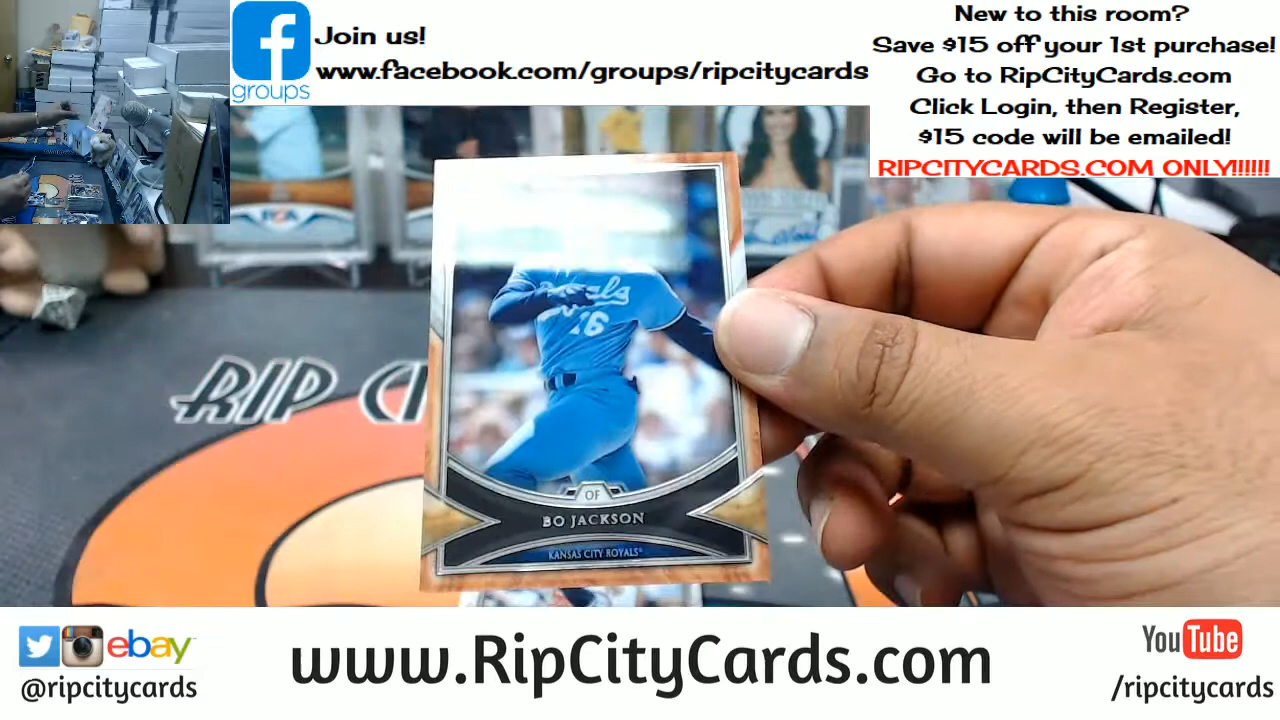 Join us!
www.facebook.com/groups/ripcitycards
groups
New to this room?
Save $15 off your 1st purchase!
Go to RipCityCards.com
Click Login, then Register,
$15 code will be emailed!
RIPCITYCARDS.COM ONLY!!!!!!
RIP CI
16
OF
BO JACKSON
KANSAS CITY ROYALS
ebay
@ripcitycards
www.RipCityCards.com
YouTube
/ripcitycards